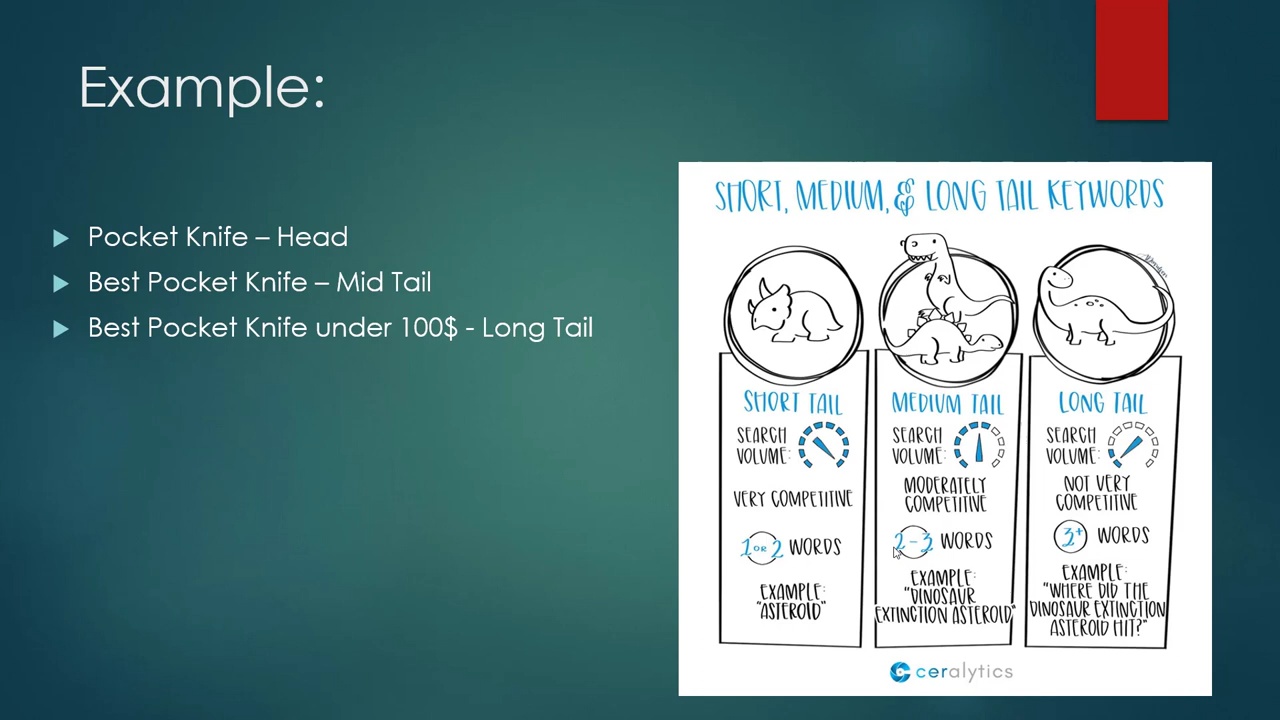 Example:
Pocket Knife – Head
Best Pocket Knife – Mid Tail
Best Pocket Knife under 100$ - Long Tail
SHORT, MEDIUM, & LONG TAIL KEYWORDS
SHORT TAIL
SEARCH
VOLUME:
VERY COMPETITIVE
1 OR 2 WORDS
EXAMPLE:
"ASTEROID"
MEDIUM TAIL
SEARCH
VOLUME:
MODERATELY
COMPETITIVE
2-3 WORDS
EXAMPLE:
"DINOSAUR
EXTINCTION ASTEROID"
LONG TAIL
SEARCH
VOLUME:
NOT VERY
COMPETITIVE
3+ WORDS
EXAMPLE:
"WHERE DID THE
DINOSAUR EXTINCTION
ASTEROID HIT?"
ceralytics